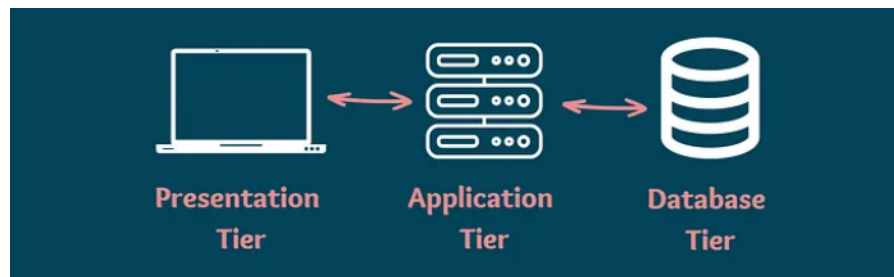 Presentation
Tier
Application
Tier
Database
Tier